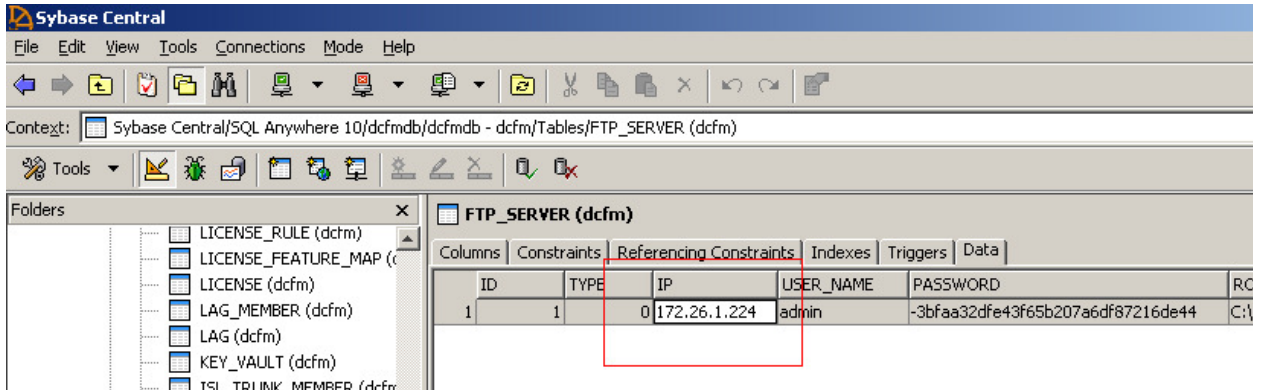 Sybase Central
File Edit View Tools Connections Mode Help
Context: Sybase Central/SQL Anywhere 10/dcfmdb/dcfmdb - dcfm/Tables/FTP_SERVER (dcfm)
Tools
Folders
LICENSE_RULE (dcfm)
LICENSE_FEATURE_MAP (
LICENSE (dcfm)
LAG_MEMBER (dcfm)
LAG (dcfm)
KEY_VAULT (dcfm)
ISL_TRUNK_MEMBER (dcfm
FTP_SERVER (dcfm)
Columns Constraints Referencing Constraints Indexes Triggers Data
ID TYPE IP USER_NAME PASSWORD RO
1 1 0 172.26.1.224 admin -3bfaa32dfe43f65b207a6df87216de44 C:\